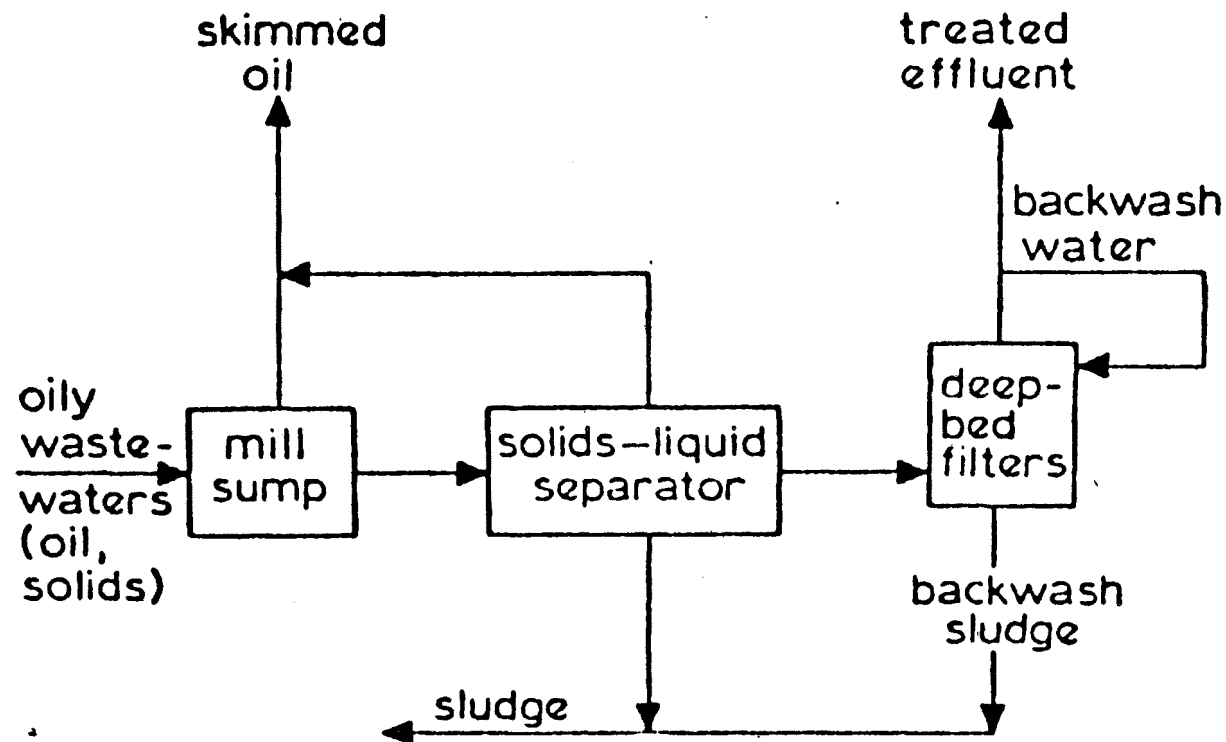 skimmed
oil
treated
effluent
backwash
water
oily
waste-
waters
(oil,
solids)
mill
sump
solids-liquid
separator
deep-
bed
filters
backwash
sludge
sludge